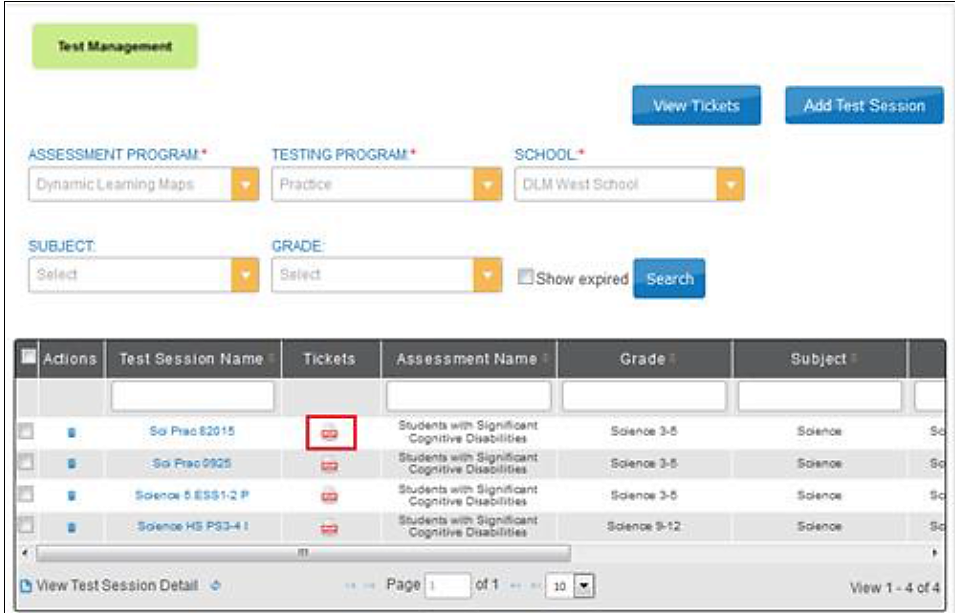 Test Management
View Tickets
Add Test Session
ASSESSMENT PROGRAM:*
TESTING PROGRAM:*
SCHOOL:*
Dynamic Learning Maps
Practice
DLM West School
SUBJECT:
GRADE:
Select
Select
Show expired
Search
Actions
Test Session Name
Tickets
Assessment Name
Grade
Subject
Sci Prac 82015
Students with Significant
Cognitive Disabilities
Science 3-5
Science
Sc
Sci Prac 0925
Students with Significant
Cognitive Disabilities
Science 3-5
Science
Sc
Science 5 ESS1-2 P
Students with Significant
Cognitive Disabilities
Science 3-5
Science
Sc
Science HS PS3-4 I
Students with Significant
Cognitive Disabilities
Science 9-12
Science
Sc
View Test Session Detail
Page 1 of 1
10
View 1 - 4 of 4